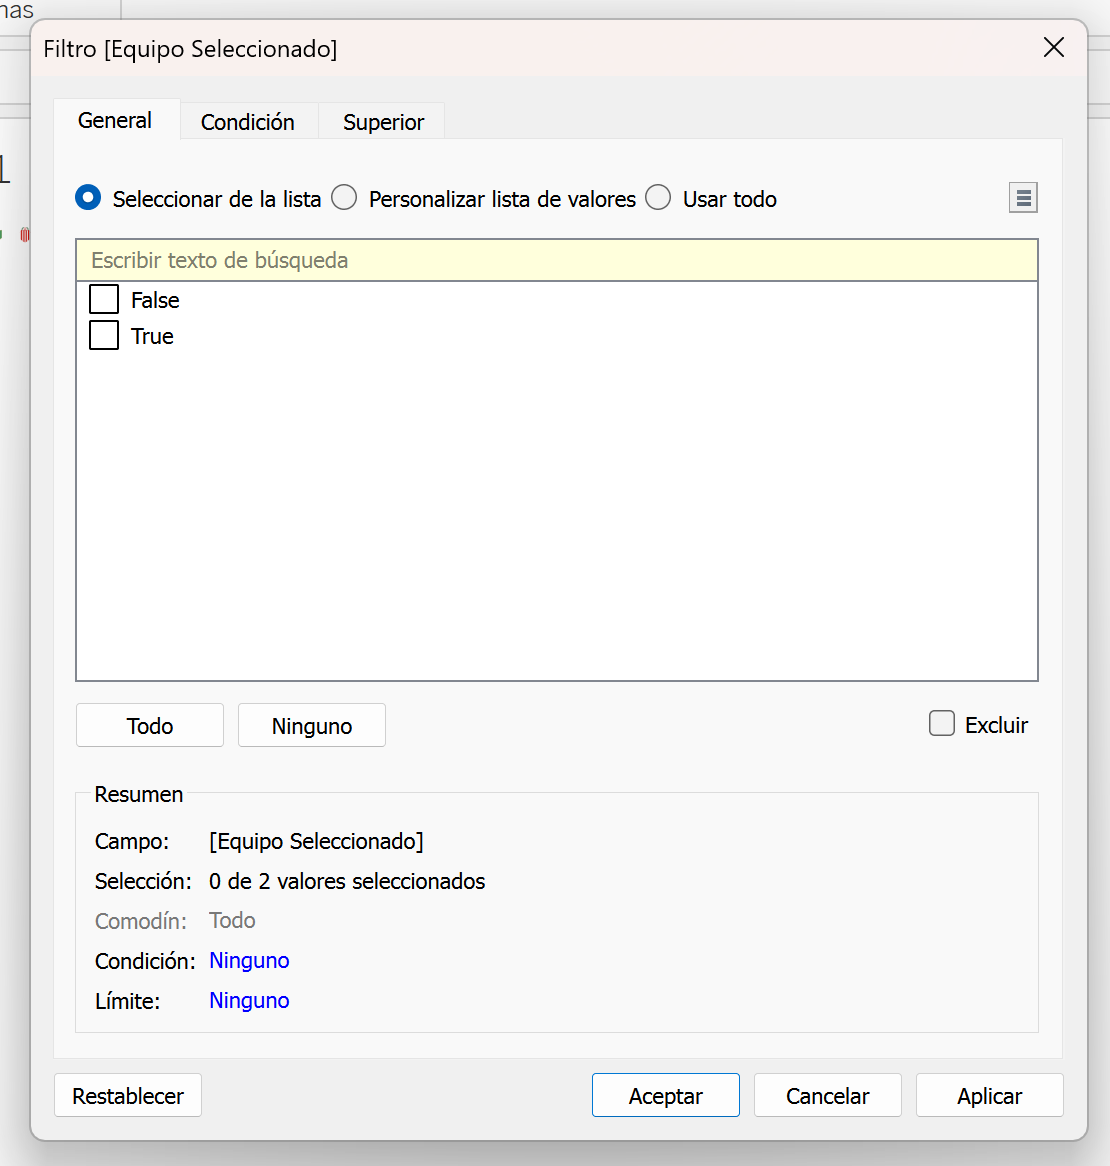 Filtro [Equipo Seleccionado]
General Condición Superior
Seleccionar de la lista Personalizar lista de valores Usar todo
Escribir texto de búsqueda
False
True
Todo Ninguno Excluir
Resumen
Campo: [Equipo Seleccionado]
Selección: 0 de 2 valores seleccionados
Comodín: Todo
Condición: Ninguno
Límite: Ninguno
Restablecer Aceptar Cancelar Aplicar